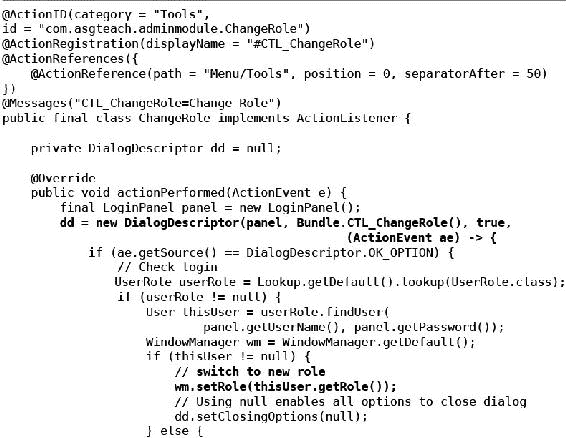 @ActionID(category = "Tools",
id = "com.asgteach.adminmodule.ChangeRole")
@ActionRegistration(displayName = "#CTL_ChangeRole")
@ActionReferences({
    @ActionReference(path = "Menu/Tools", position = 0, separatorAfter = 50)
})
@Messages("CTL_ChangeRole=Change Role")
public final class ChangeRole implements ActionListener {
    private DialogDescriptor dd = null;
    @Override
    public void actionPerformed(ActionEvent e) {
        final LoginPanel panel = new LoginPanel();
        dd = new DialogDescriptor(panel, Bundle.CTL_ChangeRole(), true,
                                                (ActionEvent ae) -> {
            if (ae.getSource() == DialogDescriptor.OK_OPTION) {
                // Check login
                UserRole userRole = Lookup.getDefault().lookup(UserRole.class);
                if (userRole != null) {
                    User thisUser = userRole.findUser(
                            panel.getUserName(), panel.getPassword());
                    WindowManager wm = WindowManager.getDefault();
                    if (thisUser != null) {
                        // switch to new role
                        wm.setRole(thisUser.getRole());
                        // Using null enables all options to close dialog
                        dd.setClosingOptions(null);
                    } else {